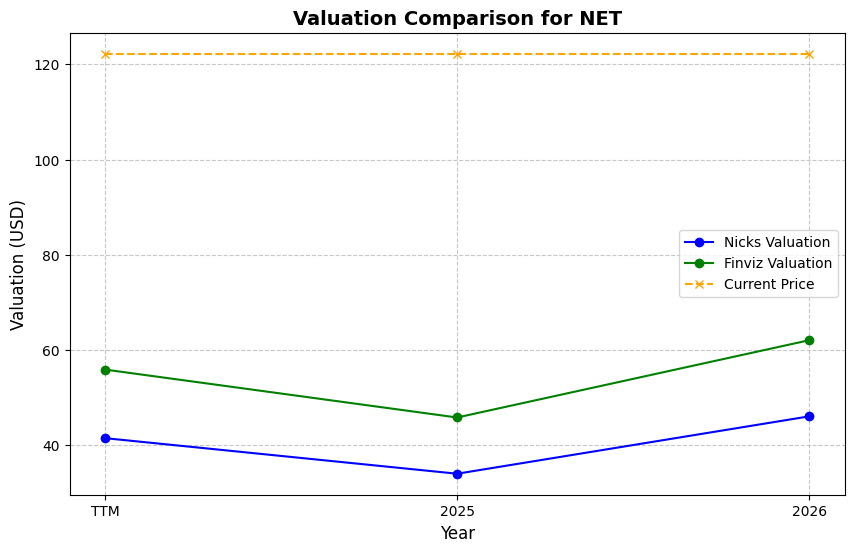 Valuation Comparison for NET
Valuation (USD)
120
100
80
60
40
Nicks Valuation
Finviz Valuation
Current Price
TTM
2025
2026
Year